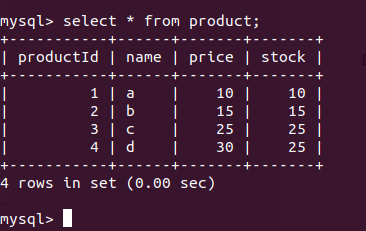 mysql> select * from product;
+-----------+------+-------+-------+
| productId | name | price | stock |
+-----------+------+-------+-------+
|         1 | a    |    10 |    10 |
|         2 | b    |    15 |    15 |
|         3 | c    |    25 |    25 |
|         4 | d    |    30 |    25 |
+-----------+------+-------+-------+
4 rows in set (0.00 sec)
mysql>